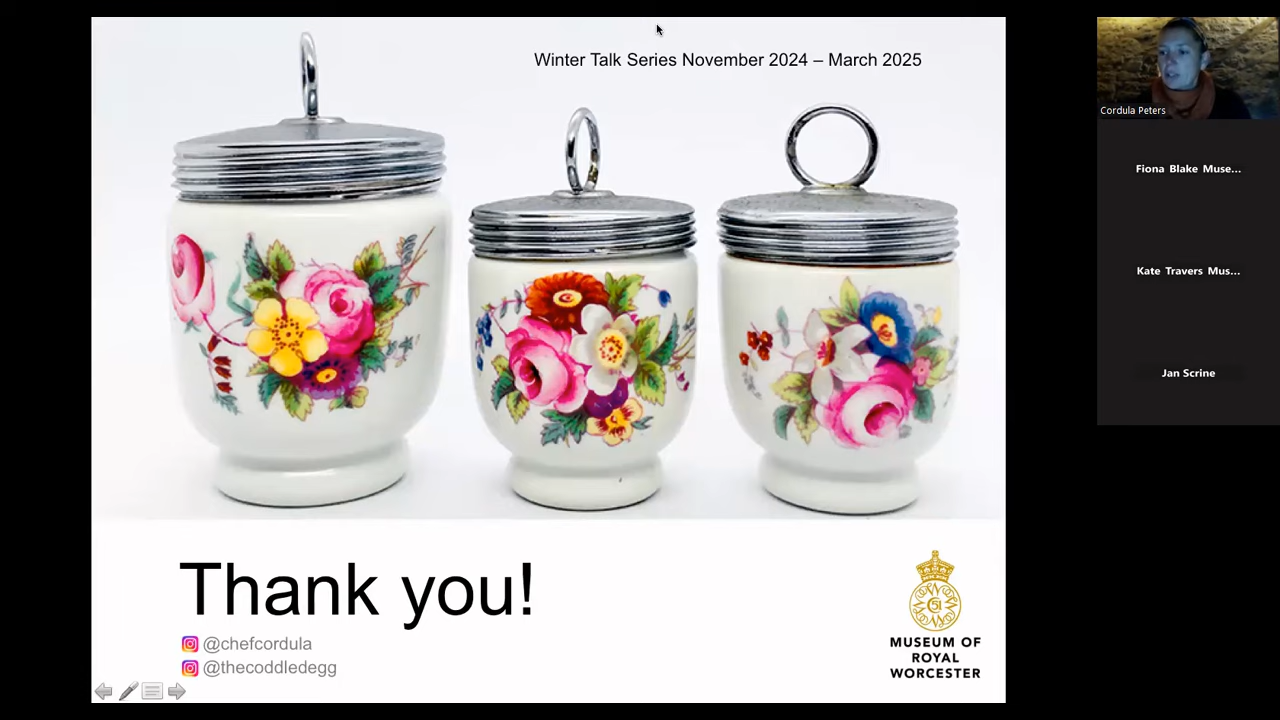 Winter Talk Series November 2024 – March 2025
Thank you!
@chefcordula
@thecoddledegg
51
MUSEUM OF
ROYAL
WORCESTER
Cordula Peters
Fiona Blake Muse...
Kate Travers Mus...
Jan Scrine